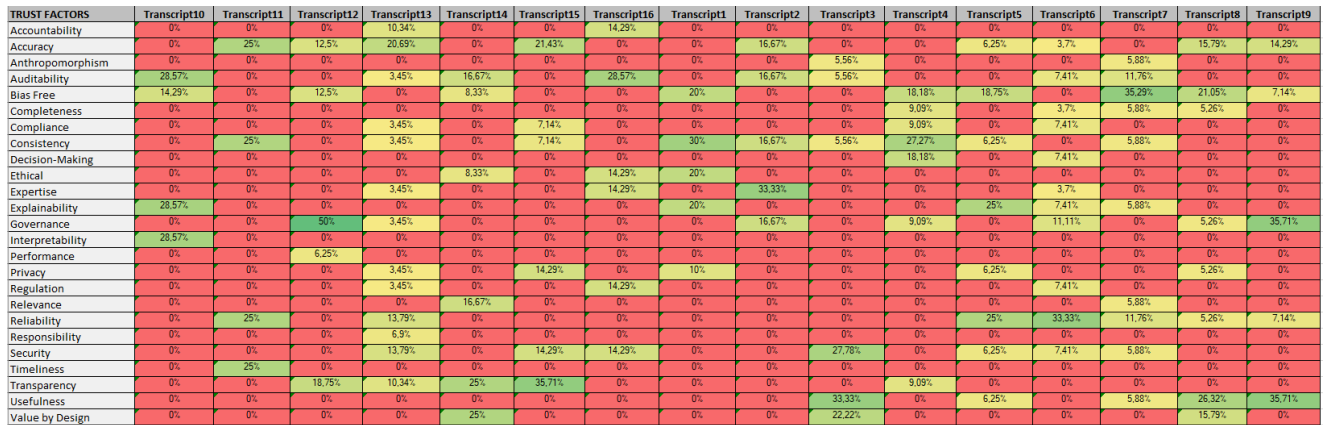 TRUST FACTORS Transcript10 Transcript11 Transcript12 Transcript13 Transcript14 Transcript15 Transcript16 Transcript1 Transcript2 Transcript3 Transcript4 Transcript5 Transcript6 Transcript7 Transcript8 Transcript9
Accountability 0% 0% 0% 10,34% 0% 0% 14,29% 0% 0% 0% 0% 0% 0% 0% 0% 0%
Accuracy 0% 25% 12,5% 20,69% 0% 21,43% 0% 0% 16,67% 0% 0% 6,25% 3,7% 0% 15,79% 14,29%
Anthropomorphism 0% 0% 0% 0% 0% 0% 0% 0% 0% 5,56% 0% 0% 0% 5,88% 0% 0%
Auditability 28,57% 0% 0% 3,45% 16,67% 0% 28,57% 0% 16,67% 5,56% 0% 0% 7,41% 11,76% 0% 0%
Bias Free 14,29% 0% 12,5% 0% 8,33% 0% 0% 20% 0% 0% 18,18% 18,75% 0% 35,29% 21,05% 7,14%
Completeness 0% 0% 0% 0% 0% 0% 0% 0% 0% 0% 9,09% 0% 3,7% 5,88% 5,26% 0%
Compliance 0% 0% 0% 3,45% 0% 7,14% 0% 0% 0% 0% 9,09% 0% 7,41% 0% 0% 0%
Consistency 0% 25% 0% 3,45% 0% 7,14% 0% 30% 16,67% 5,56% 27,27% 6,25% 0% 5,88% 0% 0%
Decision-Making 0% 0% 0% 0% 0% 0% 0% 0% 0% 0% 18,18% 0% 7,41% 0% 0% 0%
Ethical 0% 0% 0% 0% 8,33% 0% 14,29% 20% 0% 0% 0% 0% 0% 0% 0% 0%
Expertise 0% 0% 0% 3,45% 0% 0% 14,29% 0% 33,33% 0% 0% 0% 3,7% 0% 0% 0%
Explainability 28,57% 0% 0% 0% 0% 0% 0% 20% 0% 0% 0% 25% 7,41% 5,88% 0% 0%
Governance 0% 0% 50% 3,45% 0% 0% 0% 0% 16,67% 0% 9,09% 0% 11,11% 0% 5,26% 35,71%
Interpretability 28,57% 0% 0% 0% 0% 0% 0% 0% 0% 0% 0% 0% 0% 0% 0% 0%
Performance 0% 0% 6,25% 0% 0% 0% 0% 0% 0% 0% 0% 0% 0% 0% 0% 0%
Privacy 0% 0% 0% 3,45% 0% 14,29% 0% 10% 0% 0% 0% 6,25% 0% 0% 5,26% 0%
Regulation 0% 0% 0% 3,45% 0% 0% 14,29% 0% 0% 0% 0% 0% 7,41% 0% 0% 0%
Relevance 0% 0% 0% 0% 16,67% 0% 0% 0% 0% 0% 0% 0% 0% 5,88% 0% 0%
Reliability 0% 25% 0% 13,79% 0% 0% 0% 0% 0% 0% 0% 25% 33,33% 11,76% 5,26% 7,14%
Responsibility 0% 0% 0% 6,9% 0% 0% 0% 0% 0% 0% 0% 0% 0% 0% 0% 0%
Security 0% 0% 0% 13,79% 0% 14,29% 14,29% 0% 0% 27,78% 0% 6,25% 7,41% 5,88% 0% 0%
Timeliness 0% 25% 0% 0% 0% 0% 0% 0% 0% 0% 0% 0% 0% 0% 0% 0%
Transparency 0% 0% 18,75% 10,34% 25% 35,71% 0% 0% 0% 0% 9,09% 0% 0% 0% 0% 0%
Usefulness 0% 0% 0% 0% 0% 0% 0% 0% 0% 33,33% 0% 6,25% 0% 5,88% 26,32% 35,71%
Value by Design 0% 0% 0% 0% 25% 0% 0% 0% 0% 22,22% 0% 0% 0% 0% 15,79% 0%